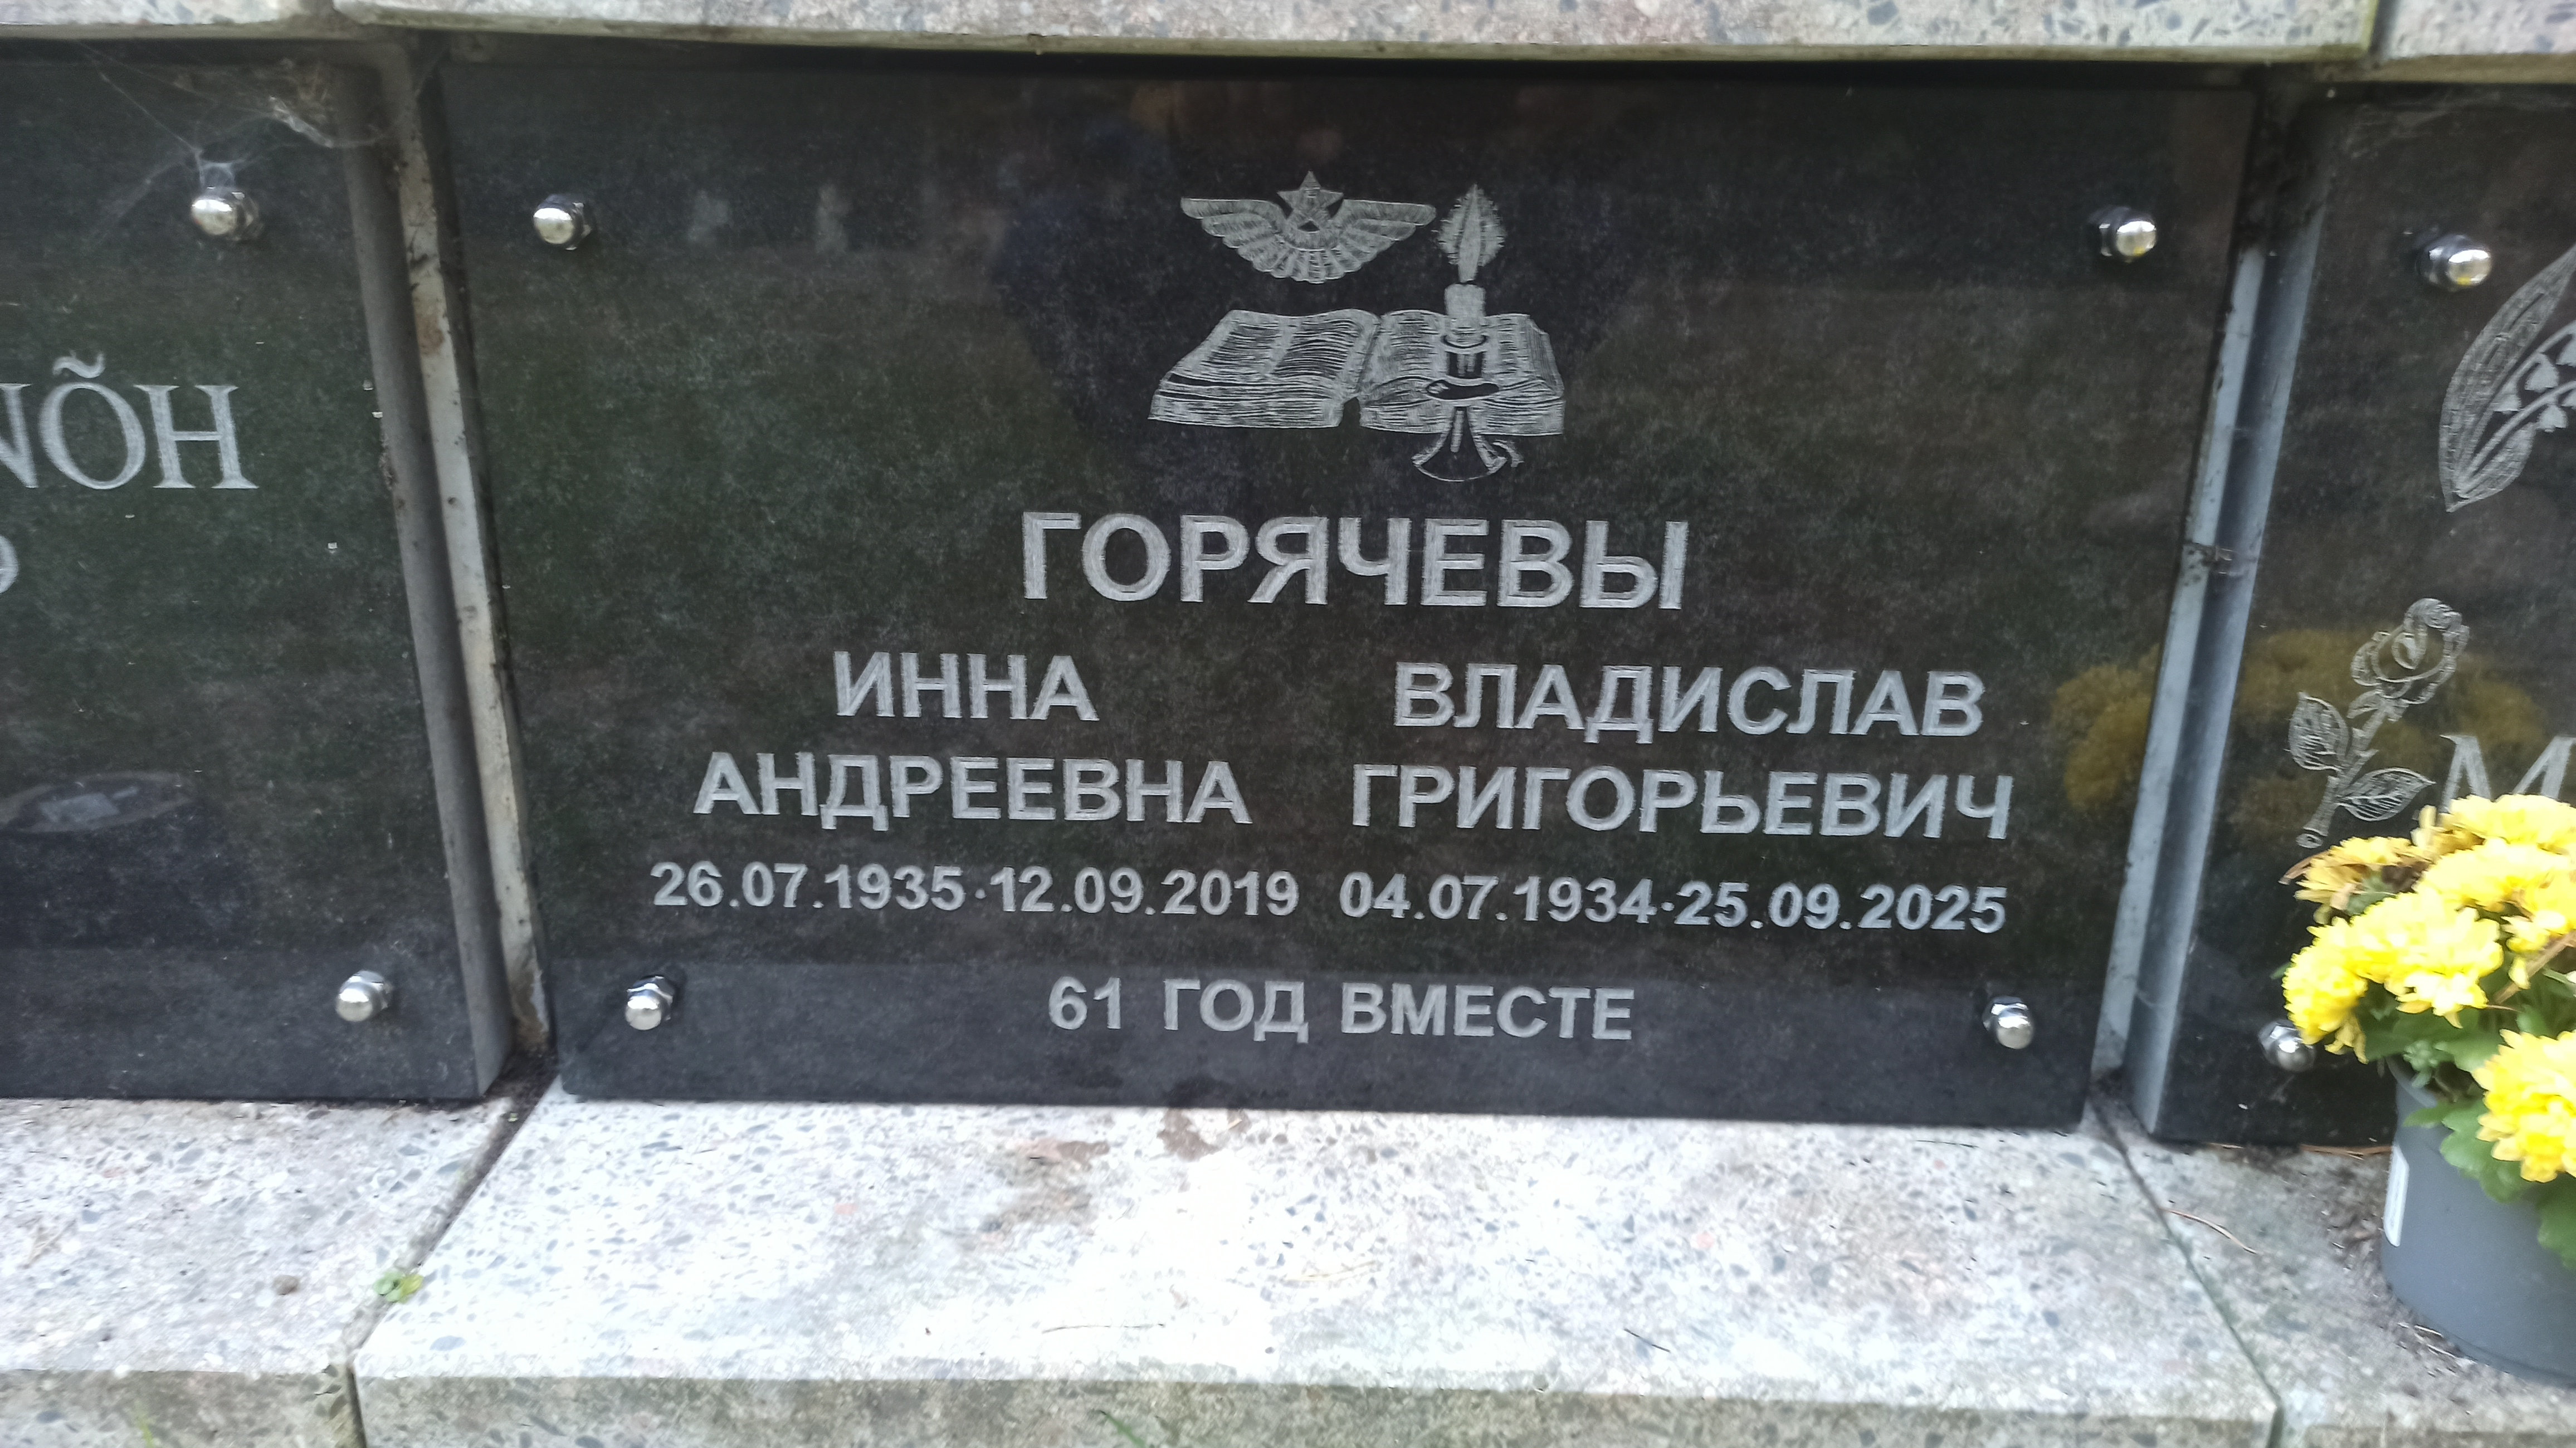 ГОРЯЧЕВЫ
ИННА
АНДРЕЕВНА
26.07.1935·12.09.2019
ВЛАДИСЛАВ
ГРИГОРЬЕВИЧ
04.07.1934·25.09.2025
61 ГОД ВМЕСТЕ